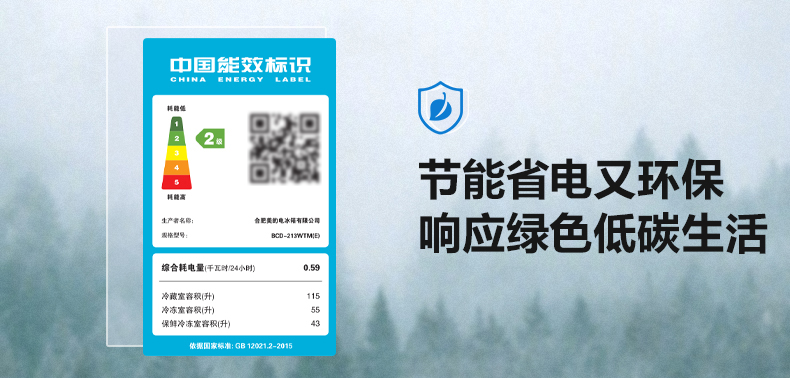 中国能效标识
CHINA ENERGY LABEL
耗能低
1
2
3
4
5
2级
耗能高
生产者名称: 合肥美的电冰箱有限公司
规格型号: BCD-213WTM(E)
综合耗电量(千瓦时/24小时) 0.59
冷藏室容积(升) 115
冷冻室容积(升) 55
保鲜冷冻室容积(升) 43
依据国家标准: GB 12021.2-2015
节能省电又环保
响应绿色低碳生活